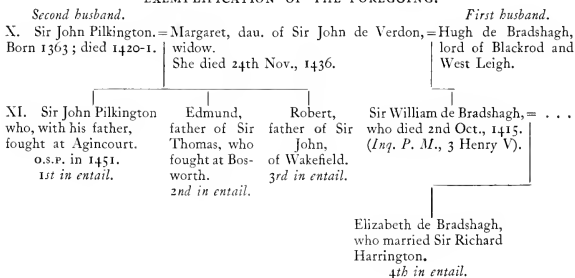 EXEMPLIFICATION OF THE FOREGOING.
Second husband. First husband.
X. Sir John Pilkington. = Margaret, dau. of Sir John de Verdon, = Hugh de Bradshagh,
Born 1363; died 1420-1. widow. lord of Blackrod and
She died 24th Nov., 1436. West Leigh.
XI. Sir John Pilkington Edmund, Robert, Sir William de Bradshagh, = . . .
who, with his father, father of Sir father of Sir who died 2nd Oct., 1415.
fought at Agincourt. Thomas, who John, (Inq. P. M., 3 Henry V).
O.S.P. in 1451. fought at Bos- of Wakefield.
1st in entail. worth. 3rd in entail.
2nd in entail.
Elizabeth de Bradshagh,
who married Sir Richard
Harrington.
4th in entail.